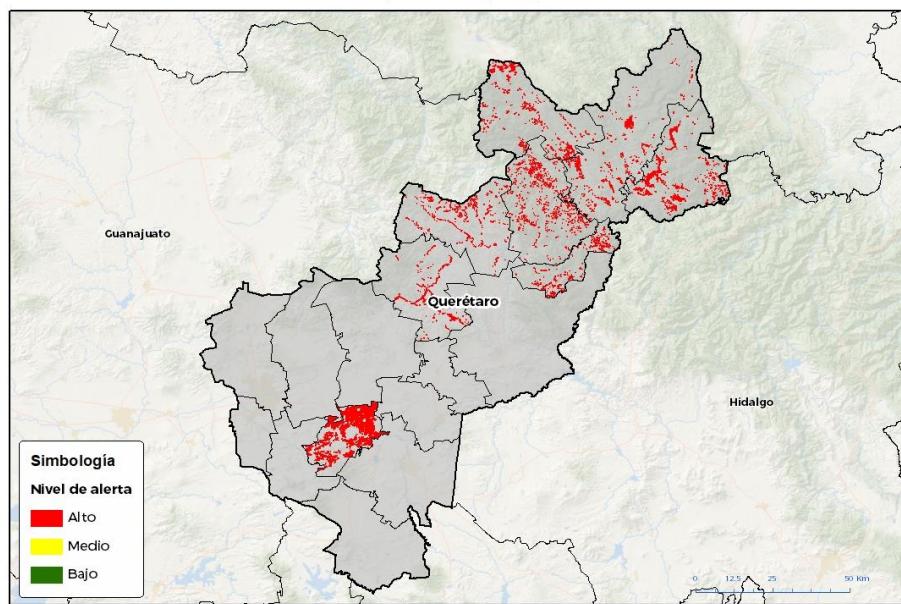 Guanajuato
Querétaro
Hidalgo
Simbología
Nivel de alerta
Alto
Medio
Bajo
0 12.5 25 50 Km